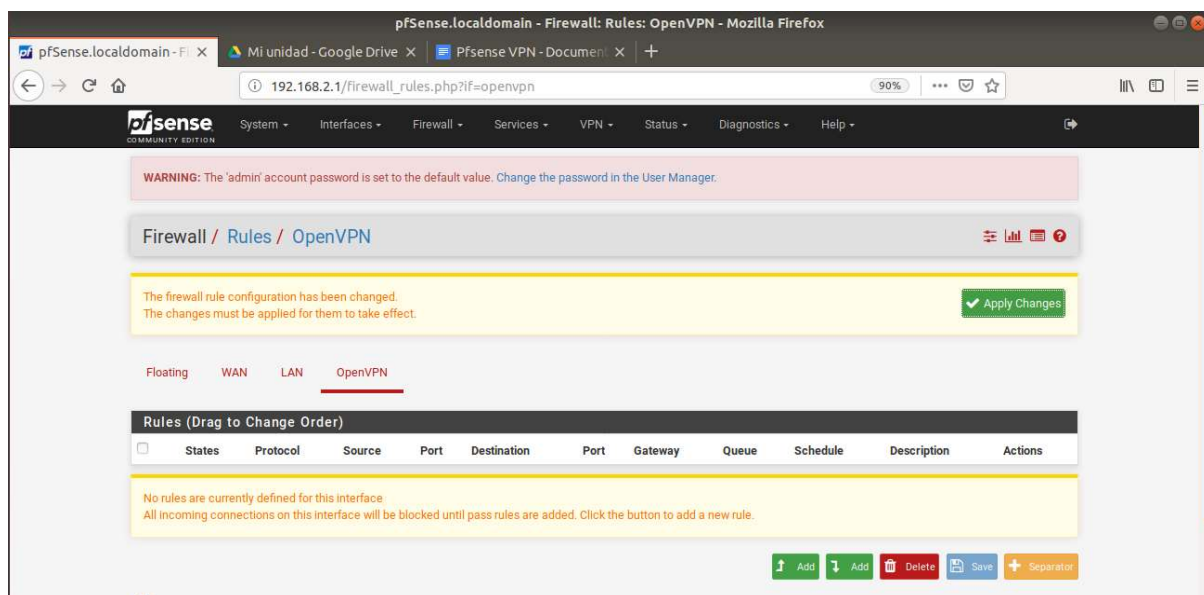 pfSense.localdomain - Firewall: Rules: OpenVPN - Mozilla Firefox
pfSense.localdomain - Fi Mi unidad - Google Drive Pfsense VPN - Document
192.168.2.1/firewall_rules.php?if=openvpn 90%
pfsense System Interfaces Firewall Services VPN Status Diagnostics Help
COMMUNITY EDITION
WARNING: The 'admin' account password is set to the default value. Change the password in the User Manager.
Firewall / Rules / OpenVPN
The firewall rule configuration has been changed.
The changes must be applied for them to take effect.
Apply Changes
Floating WAN LAN OpenVPN
Rules (Drag to Change Order)
States Protocol Source Port Destination Port Gateway Queue Schedule Description Actions
No rules are currently defined for this interface
All incoming connections on this interface will be blocked until pass rules are added. Click the button to add a new rule.
Add Add Delete Save Separator